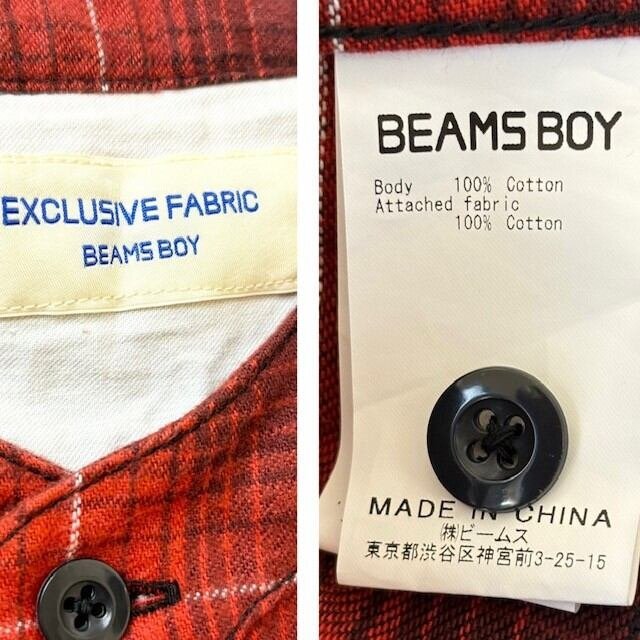 EXCLUSIVE FABRIC
BEAMS BOY
BEAMS BOY
Body 100% Cotton
Attached fabric
100% Cotton
MADE IN CHINA
㈱ビームス
東京都渋谷区神宮前3-25-15